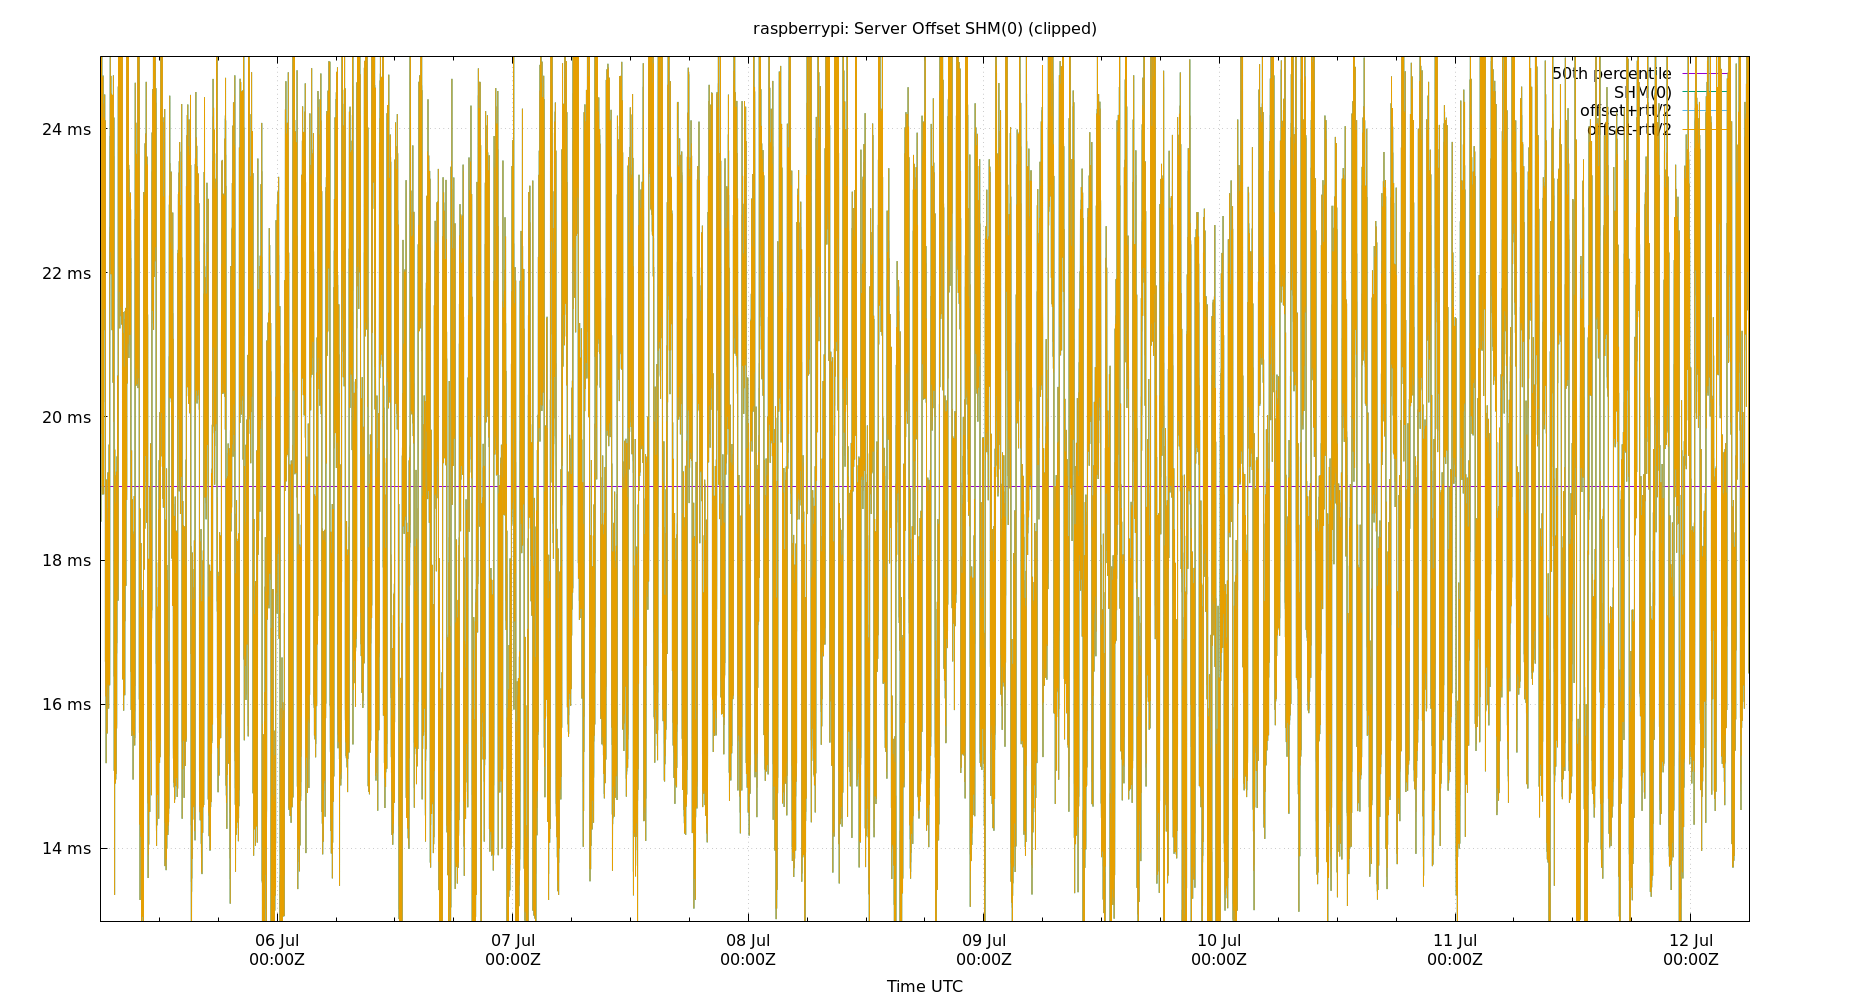 raspberrypi: Server Offset SHM(0) (clipped)
50th percentile
SHM(0)
offset+rtt/2
offset-rtt/2
24 ms
22 ms
20 ms
18 ms
16 ms
14 ms
06 Jul 07 Jul 08 Jul 09 Jul 10 Jul 11 Jul 12 Jul
00:00Z 00:00Z 00:00Z 00:00Z 00:00Z 00:00Z 00:00Z
Time UTC